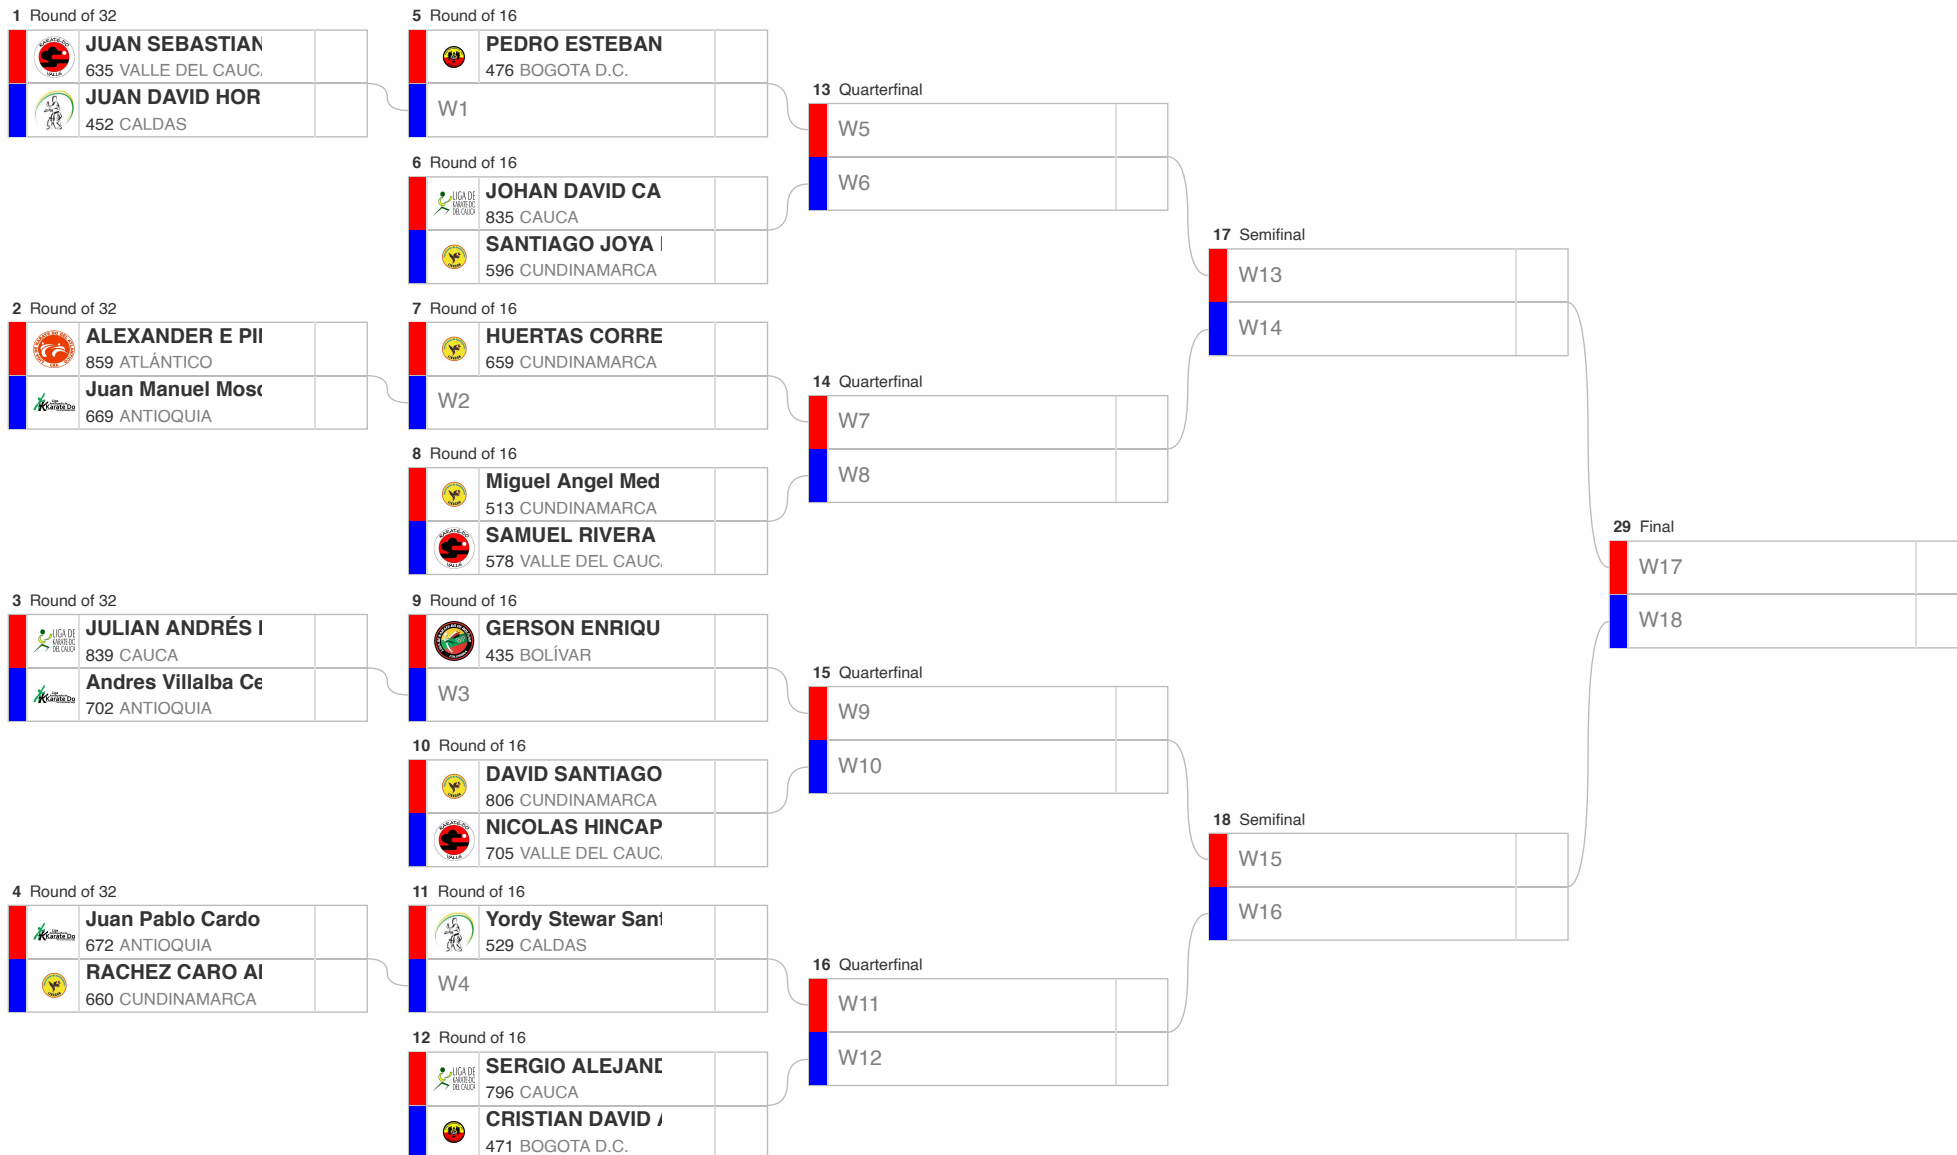 1 Round of 32
JUAN SEBASTIAN
635 VALLE DEL CAUC
JUAN DAVID HOR
452 CALDAS
2 Round of 32
ALEXANDER E PI
859 ATLÁNTICO
Juan Manuel Mosc
669 ANTIOQUIA
3 Round of 32
JULIAN ANDRÉS
839 CAUCA
Andres Villalba Ce
702 ANTIOQUIA
4 Round of 32
Juan Pablo Cardo
672 ANTIOQUIA
RACHEZ CARO A
660 CUNDINAMARCA
5 Round of 16
PEDRO ESTEBAN
476 BOGOTA D.C.
W1
6 Round of 16
JOHAN DAVID CA
835 CAUCA
SANTIAGO JOYA
596 CUNDINAMARCA
7 Round of 16
HUERTAS CORRE
659 CUNDINAMARCA
W2
8 Round of 16
Miguel Angel Med
513 CUNDINAMARCA
SAMUEL RIVERA
578 VALLE DEL CAUC
9 Round of 16
GERSON ENRIQU
435 BOLÍVAR
W3
10 Round of 16
DAVID SANTIAGO
806 CUNDINAMARCA
NICOLAS HINCAP
705 VALLE DEL CAUC
11 Round of 16
Yordy Stewar Sant
529 CALDAS
W4
12 Round of 16
SERGIO ALEJAND
796 CAUCA
CRISTIAN DAVID
471 BOGOTA D.C.
13 Quarterfinal
W5
W6
14 Quarterfinal
W7
W8
15 Quarterfinal
W9
W10
16 Quarterfinal
W11
W12
17 Semifinal
W13
W14
18 Semifinal
W15
W16
29 Final
W17
W18